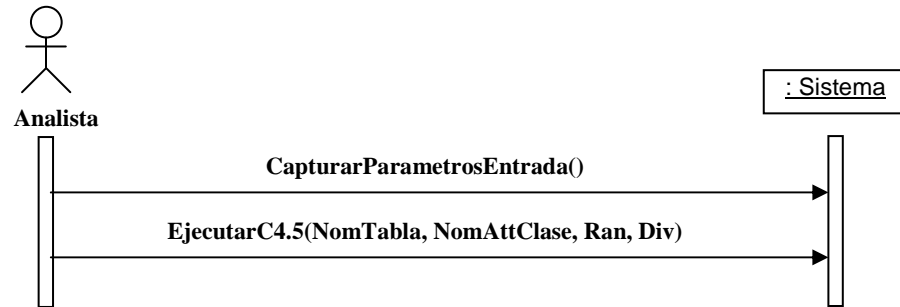 : Sistema
Analista
CapturarParametrosEntrada()
EjecutarC4.5(NomTabla, NomAttClase, Ran, Div)